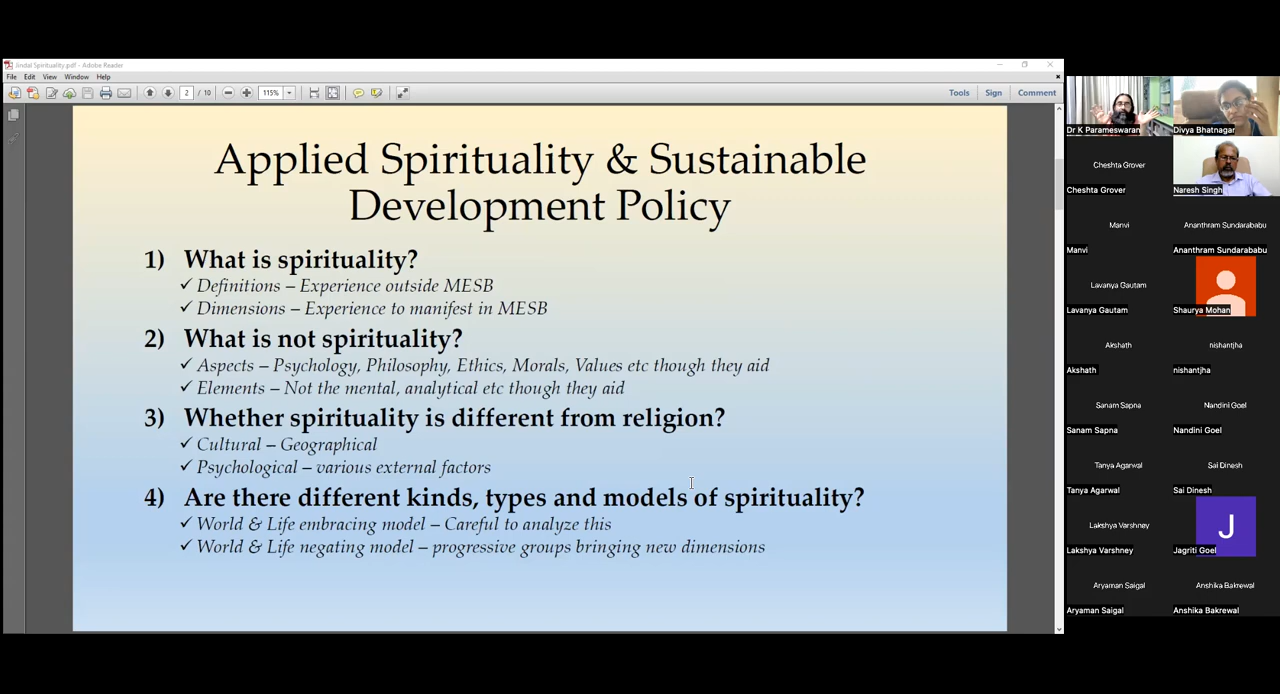 Jindal Spirituality.pdf - Adobe Reader
File Edit View Window Help
2 / 10 115% Tools Sign Comment
Applied Spirituality & Sustainable
Development Policy
1) What is spirituality?
✓ Definitions – Experience outside MESB
✓ Dimensions – Experience to manifest in MESB
2) What is not spirituality?
✓ Aspects – Psychology, Philosophy, Ethics, Morals, Values etc though they aid
✓ Elements – Not the mental, analytical etc though they aid
3) Whether spirituality is different from religion?
✓ Cultural – Geographical
✓ Psychological – various external factors
4) Are there different kinds, types and models of spirituality?
✓ World & Life embracing model – Careful to analyze this
✓ World & Life negating model – progressive groups bringing new dimensions
Dr K Parameswaran Divya Bhatnagar
Cheshta Grover
Cheshta Grover Naresh Singh
Manvi Ananthram Sundarababu
Manvi Ananthram Sundarababu
Lavanya Gautam
Lavanya Gautam Shaurya Mohan
Akshath nishantjha
Akshath nishantjha
Sanam Sapna Nandini Goel
Sanam Sapna Nandini Goel
Tanya Agarwal Sai Dinesh
Tanya Agarwal Sai Dinesh
Lakshya Varshney J
Lakshya Varshney Jagriti Goel
Aryaman Saigal Anshika Bakrewal
Aryaman Saigal Anshika Bakrewal